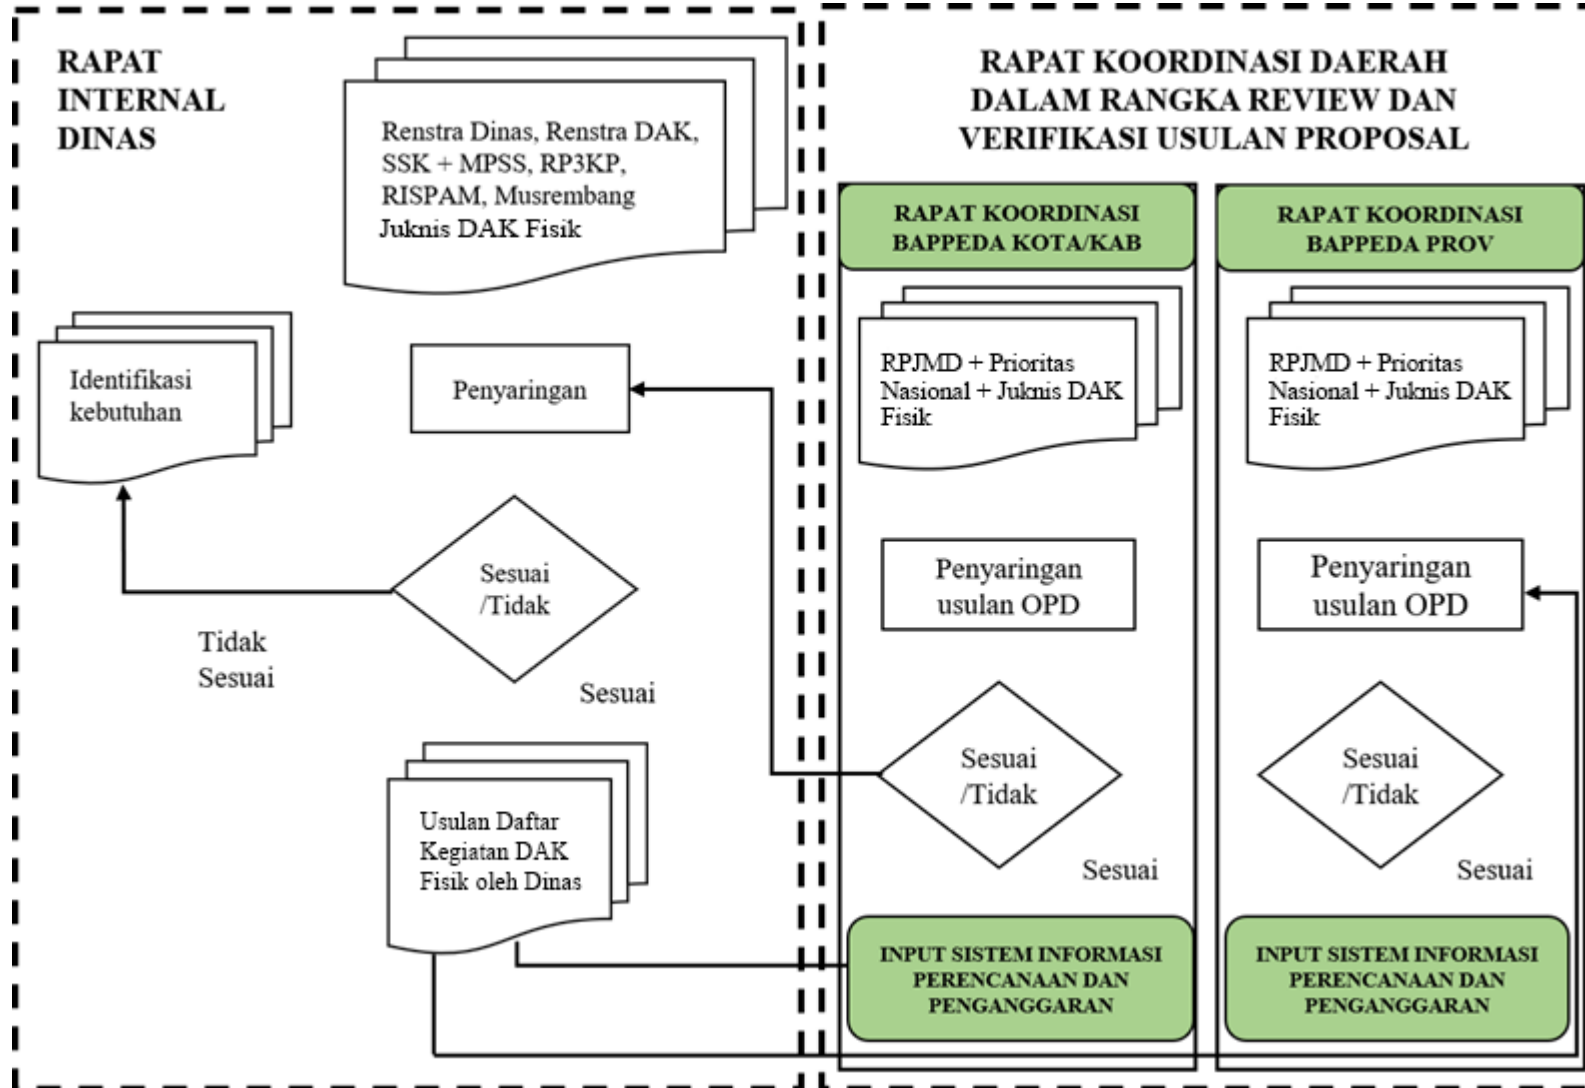 RAPAT
INTERNAL
DINAS
Renstra Dinas, Renstra DAK,
SSK + MPSS, RP3KP,
RISPAM, Musrembang
Juknis DAK Fisik
Identifikasi
kebutuhan
Penyaringan
Sesuai
/Tidak
Tidak
Sesuai
Sesuai
Usulan Daftar
Kegiatan DAK
Fisik oleh Dinas
RAPAT KOORDINASI DAERAH
DALAM RANGKA REVIEW DAN
VERIFIKASI USULAN PROPOSAL
RAPAT KOORDINASI
BAPPEDA KOTA/KAB
RPJMD + Prioritas
Nasional + Juknis DAK
Fisik
Penyaringan
usulan OPD
Sesuai
/Tidak
Sesuai
INPUT SISTEM INFORMASI
PERENCANAAN DAN
PENGANGGARAN
RAPAT KOORDINASI
BAPPEDA PROV
RPJMD + Prioritas
Nasional + Juknis DAK
Fisik
Penyaringan
usulan OPD
Sesuai
/Tidak
Sesuai
INPUT SISTEM INFORMASI
PERENCANAAN DAN
PENGANGGARAN